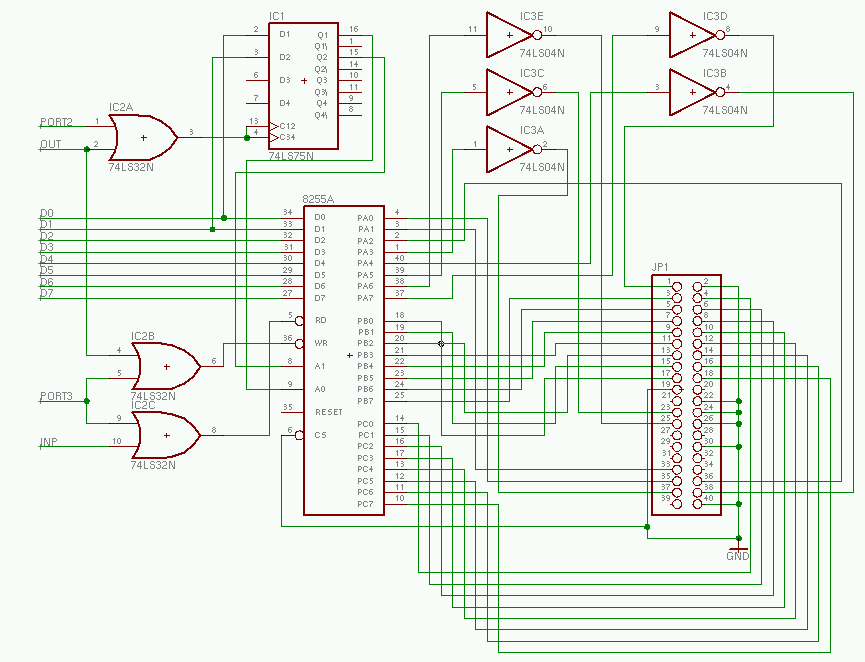 IC1
2 D1 Q1 16
Q1\ 1
3 D2 Q2 15
Q2\ 14
6 D3 Q3 10
Q3\ 11
7 D4 Q4 9
Q4\ 8
13 C12
4 C34
74LS75N
IC2A
PORT2 1
OUT 2
3
74LS32N
IC3E
11 10
74LS04N
IC3D
9 8
74LS04N
IC3C
5 6
74LS04N
IC3B
3 4
74LS04N
IC3A
1 2
74LS04N
8255A
D0 34 D0 PA0 4
D1 33 D1 PA1 3
D2 32 D2 PA2 2
D3 31 D3 PA3 1
D4 30 D4 PA4 40
D5 29 D5 PA5 39
D6 28 D6 PA6 38
D7 27 D7 PA7 37
5 RD PB0 18
PB1 19
36 WR PB2 20
PB3 21
8 A1 PB4 22
PB5 23
9 A0 PB6 24
PB7 25
35 RESET
PC0 14
6 CS PC1 15
PC2 16
PC3 17
PC4 13
PC5 12
PC6 11
PC7 10
IC2B
4
5
6
74LS32N
PORT3
IC2C
9
INP 10
8
74LS32N
JP1
1 2
3 4
5 6
7 8
9 10
11 12
13 14
15 16
17 18
19 20
21 22
23 24
25 26
27 28
29 30
31 32
33 34
35 36
37 38
39 40
GND